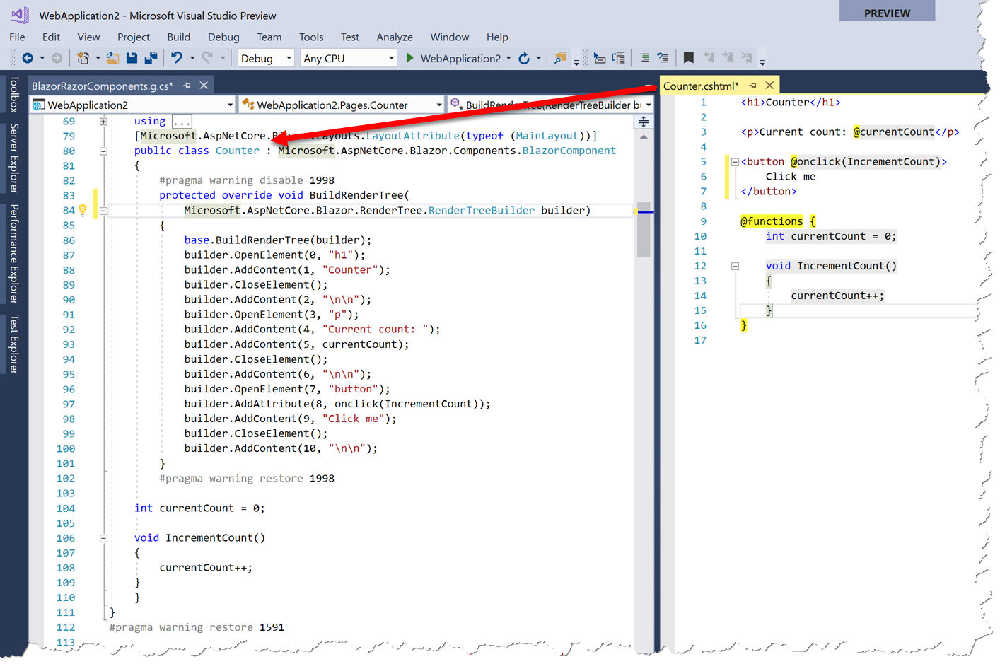 WebApplication2 - Microsoft Visual Studio Preview
PREVIEW
File Edit View Project Build Debug Team Tools Test Analyze Window Help
Debug Any CPU WebApplication2
Toolbox
Server Explorer
Performance Explorer
Test Explorer
BlazorRazorComponents.g.cs*
WebApplication2 WebApplication2.Pages.Counter BuildRenderTree(RenderTreeBuilder b
69 using ...
79 [Microsoft.AspNetCore.Blazor.Layouts.LayoutAttribute(typeof (MainLayout))]
80 public class Counter : Microsoft.AspNetCore.Blazor.Components.BlazorComponent
81 {
82 #pragma warning disable 1998
83 protected override void BuildRenderTree(
84 Microsoft.AspNetCore.Blazor.RenderTree.RenderTreeBuilder builder)
85 {
86 base.BuildRenderTree(builder);
87 builder.OpenElement(0, "h1");
88 builder.AddContent(1, "Counter");
89 builder.CloseElement();
90 builder.AddContent(2, "\n\n");
91 builder.OpenElement(3, "p");
92 builder.AddContent(4, "Current count: ");
93 builder.AddContent(5, currentCount);
94 builder.CloseElement();
95 builder.AddContent(6, "\n\n");
96 builder.OpenElement(7, "button");
97 builder.AddAttribute(8, onclick(IncrementCount));
98 builder.AddContent(9, "Click me");
99 builder.CloseElement();
100 builder.AddContent(10, "\n\n");
101 }
102 #pragma warning restore 1998
103
104 int currentCount = 0;
105
106 void IncrementCount()
107 {
108 currentCount++;
109 }
110 }
111 }
112 #pragma warning restore 1591
113
Counter.cshtml*
1 <h1>Counter</h1>
2
3 <p>Current count: @currentCount</p>
4
5 <button @onclick(IncrementCount)>
6 Click me
7 </button>
8
9 @functions {
10 int currentCount = 0;
11
12 void IncrementCount()
13 {
14 currentCount++;
15 }
16 }
17